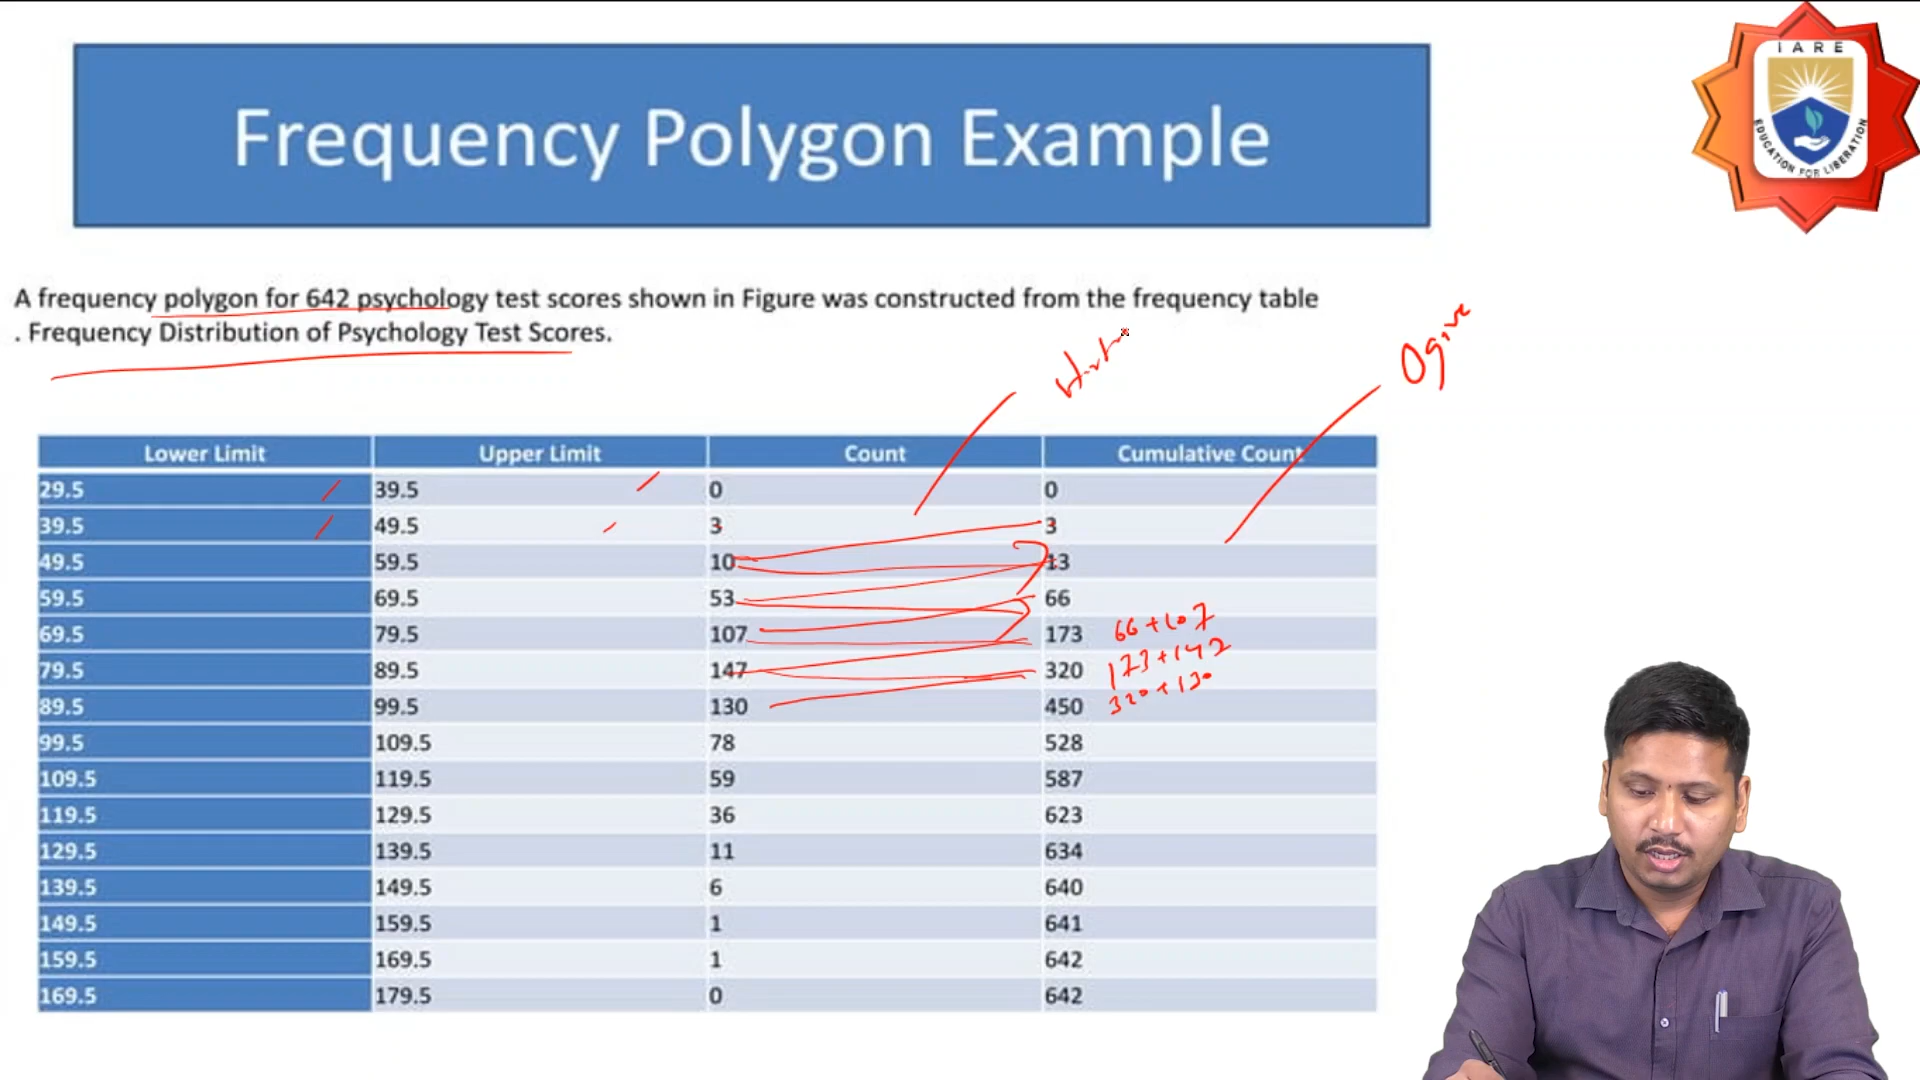 IARE
EDUCATION FOR LIBERATION
Frequency Polygon Example
A frequency polygon for 642 psychology test scores shown in Figure was constructed from the frequency table
. Frequency Distribution of Psychology Test Scores.
Ogive
Lower Limit Upper Limit Count Cumulative Count
29.5 39.5 0 0
39.5 49.5 3 3
49.5 59.5 10 13
59.5 69.5 53 66
69.5 79.5 107 173 66+107
79.5 89.5 147 320 173+147
89.5 99.5 130 450 320+130
99.5 109.5 78 528
109.5 119.5 59 587
119.5 129.5 36 623
129.5 139.5 11 634
139.5 149.5 6 640
149.5 159.5 1 641
159.5 169.5 1 642
169.5 179.5 0 642